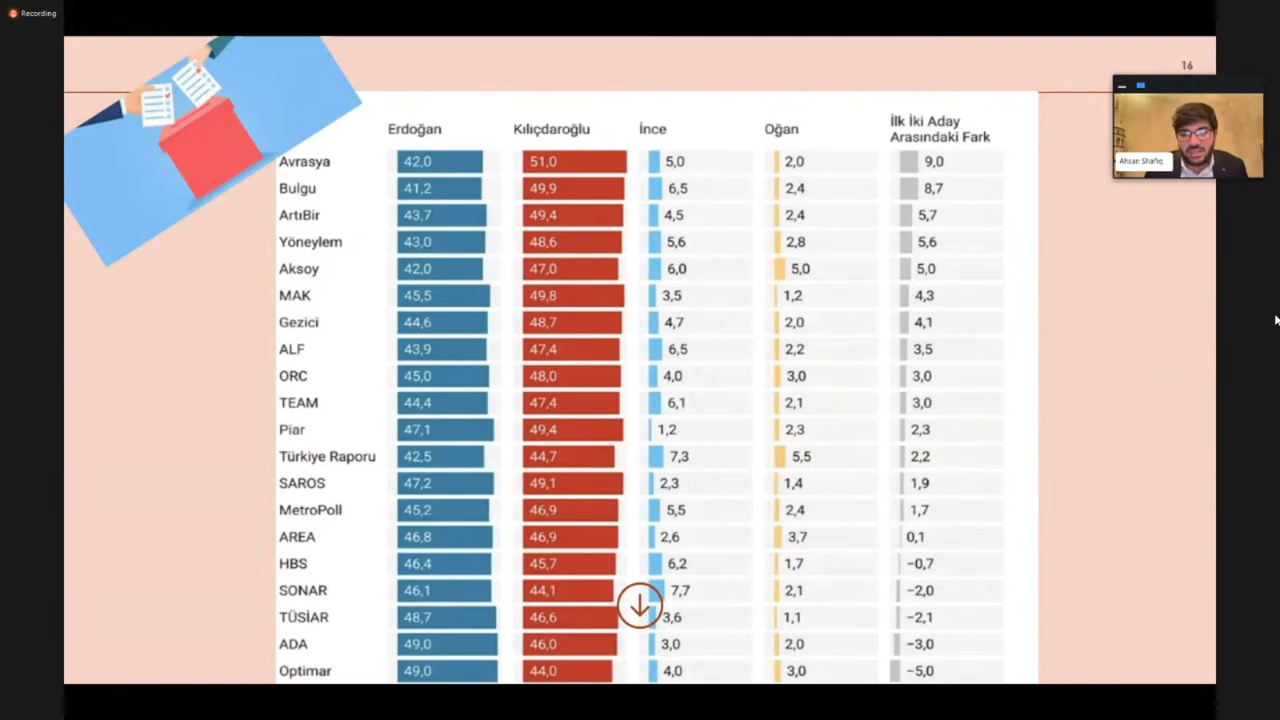 Recording
16
Ahsan Shafiq
Erdoğan Kılıçdaroğlu İnce Oğan İlk İki Aday
Arasındaki Fark
Avrasya 42,0 51,0 5,0 2,0 9,0
Bulgu 41,2 49,9 6,5 2,4 8,7
ArtıBir 43,7 49,4 4,5 2,4 5,7
Yöneylem 43,0 48,6 5,6 2,8 5,6
Aksoy 42,0 47,0 6,0 5,0 5,0
MAK 45,5 49,8 3,5 1,2 4,3
Gezici 44,6 48,7 4,7 2,0 4,1
ALF 43,9 47,4 6,5 2,2 3,5
ORC 45,0 48,0 4,0 3,0 3,0
TEAM 44,4 47,4 6,1 2,1 3,0
Piar 47,1 49,4 1,2 2,3 2,3
Türkiye Raporu 42,5 44,7 7,3 5,5 2,2
SAROS 47,2 49,1 2,3 1,4 1,9
MetroPoll 45,2 46,9 5,5 2,4 1,7
AREA 46,8 46,9 2,6 3,7 0,1
HBS 46,4 45,7 6,2 1,7 −0,7
SONAR 46,1 44,1 7,7 2,1 −2,0
TÜSİAR 48,7 46,6 3,6 1,1 −2,1
ADA 49,0 46,0 3,0 2,0 −3,0
Optimar 49,0 44,0 4,0 3,0 −5,0